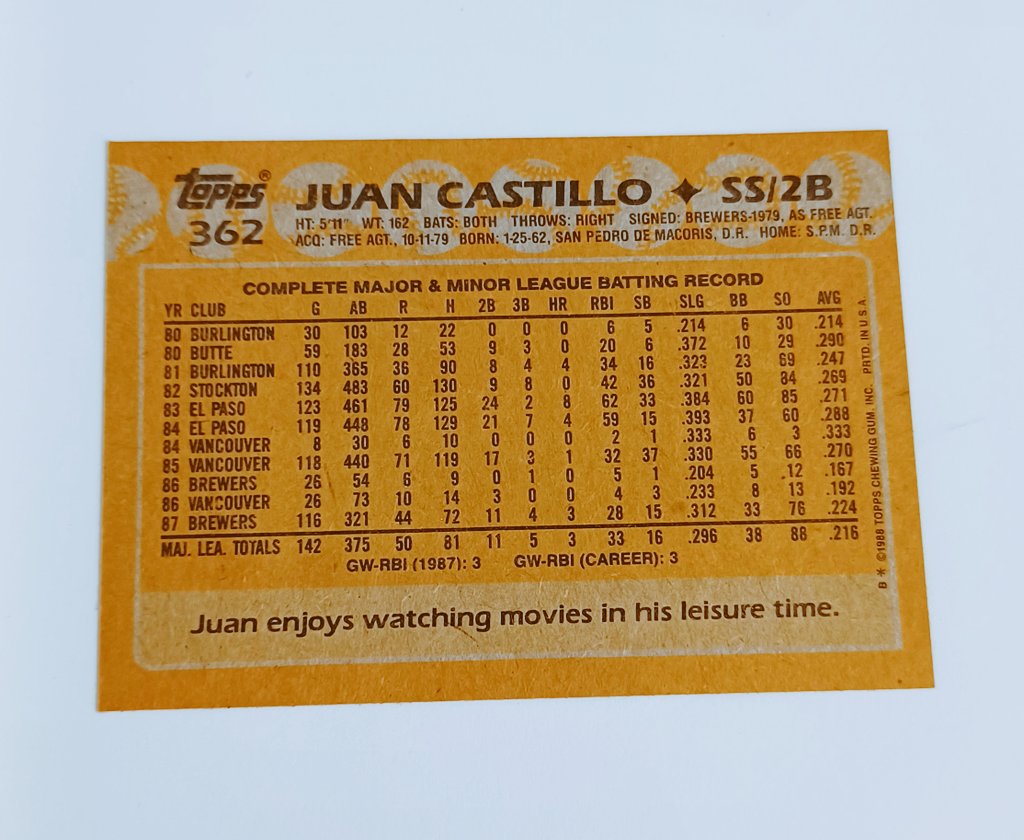 Topps® JUAN CASTILLO ✦ SS/2B
362 HT: 5'11" WT: 162 BATS: BOTH THROWS: RIGHT SIGNED: BREWERS-1979, AS FREE AGT.
ACQ: FREE AGT., 10-11-79 BORN: 1-25-62, SAN PEDRO DE MACORIS, D.R. HOME: S.P.M. D.R.
COMPLETE MAJOR & MINOR LEAGUE BATTING RECORD
YR CLUB G AB R H 2B 3B HR RBI SB SLG BB SO AVG
80 BURLINGTON 30 103 12 22 0 0 0 6 5 .214 6 30 .214
80 BUTTE 59 183 28 53 9 3 0 20 6 .372 10 29 .290
81 BURLINGTON 110 365 36 90 8 4 4 34 16 .323 23 69 .247
82 STOCKTON 134 483 60 130 9 8 0 42 36 .321 50 84 .269
83 EL PASO 123 461 79 125 24 2 8 62 33 .384 60 85 .271
84 EL PASO 119 448 78 129 21 7 4 59 15 .393 37 60 .288
84 VANCOUVER 8 30 6 10 0 0 0 2 1 .333 6 3 .333
85 VANCOUVER 118 440 71 119 17 3 1 32 37 .330 55 66 .270
86 BREWERS 26 54 6 9 0 1 0 5 1 .204 5 .12 .167
86 VANCOUVER 26 73 10 14 3 0 0 4 3 .233 8 13 .192
87 BREWERS 116 321 44 72 11 4 3 28 15 .312 33 76 .224
MAJ. LEA. TOTALS 142 375 50 81 11 5 3 33 16 .296 38 88 .216
GW-RBI (1987): 3 GW-RBI (CAREER): 3
Juan enjoys watching movies in his leisure time.
B * ©1988 TOPPS CHEWING GUM, INC. PRTD. IN U.S.A.